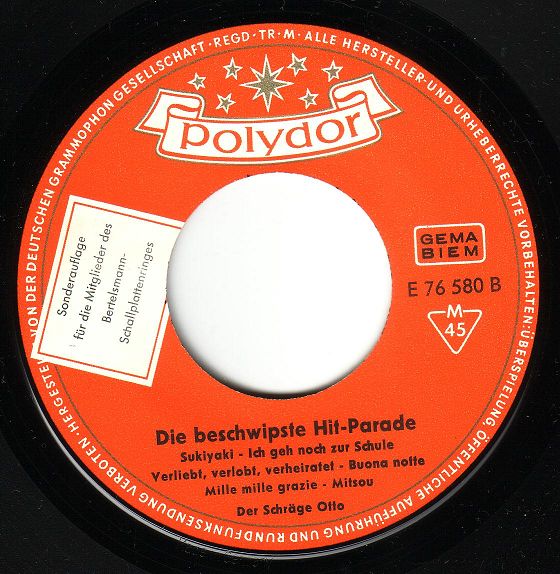 HERGESTELLT VON DER DEUTSCHEN GRAMMOPHON GESELLSCHAFT · REGD · TR · M · ALLE HERSTELLER- UND URHEBERRECHTE VORBEHALTEN: ÜBERSPIELUNG, ÖFFENTLICHE AUFFÜHRUNG UND RUNDFUNKSENDUNG VERBOTEN ·
polydor
Sonderauflage
für die Mitglieder des
Bertelsmann-
Schallplattenringes
GEMA
BIEM
E 76 580 B
M
45
Die beschwipste Hit-Parade
Sukiyaki - Ich geh noch zur Schule
Verliebt, verlobt, verheiratet - Buona notte
Mille mille grazie - Mitsou
Der Schräge Otto